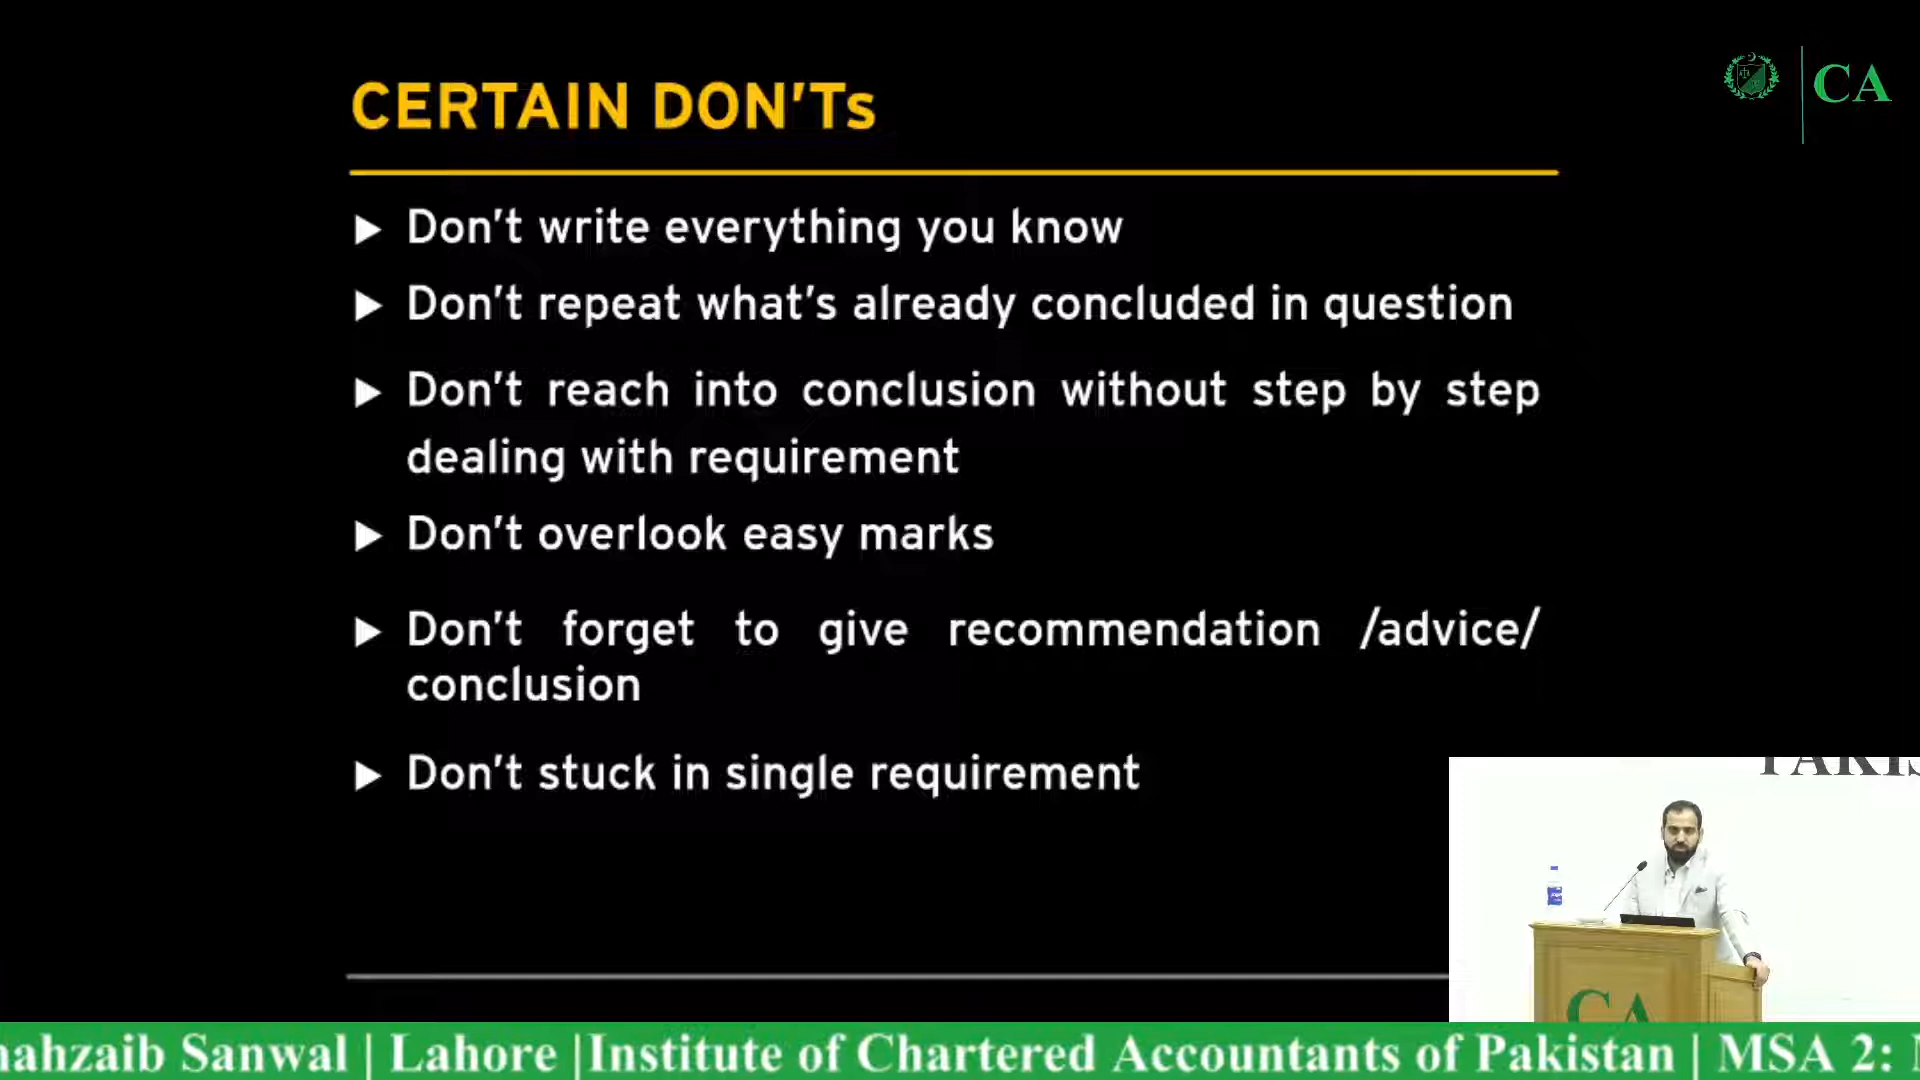 CERTAIN DON'Ts
CA
Don't write everything you know
Don't repeat what's already concluded in question
Don't reach into conclusion without step by step
dealing with requirement
Don't overlook easy marks
Don't forget to give recommendation /advice/
conclusion
Don't stuck in single requirement
CA
Sanwal | Lahore |Institute of Chartered Accountants of Pakistan | MSA 2: